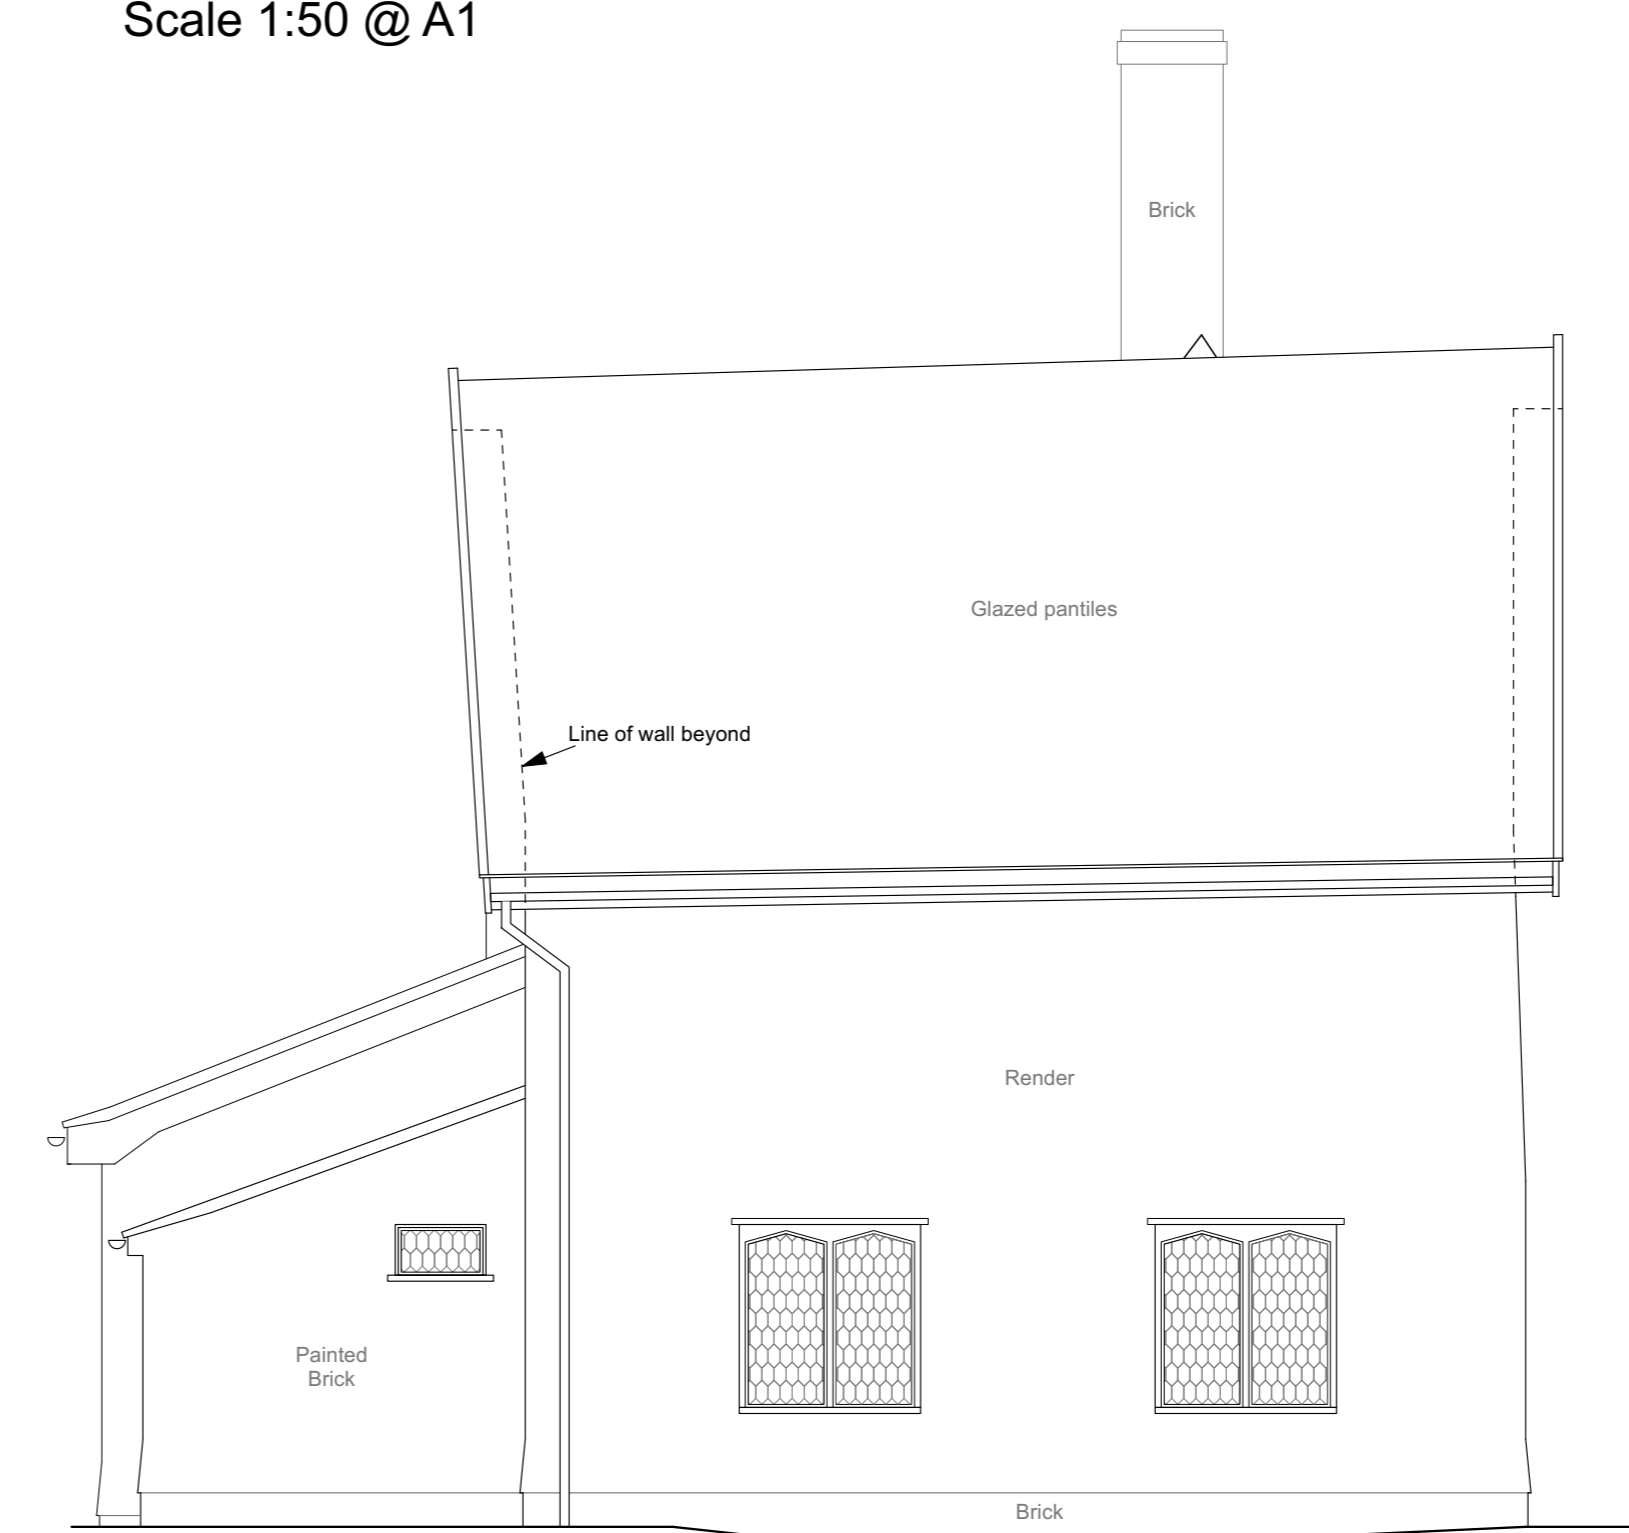 Scale 1:50 @ A1
Brick
Glazed pantiles
Line of wall beyond
Render
Painted
Brick
Brick